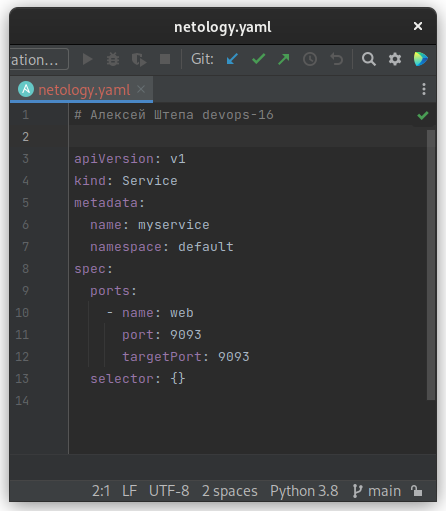 netology.yaml
ration... Git:
netology.yaml
1 # Алексей Штепа devops-16
2
3 apiVersion: v1
4 kind: Service
5 metadata:
6   name: myservice
7   namespace: default
8 spec:
9   ports:
10     - name: web
11       port: 9093
12       targetPort: 9093
13   selector: {}
14
2:1 LF UTF-8 2 spaces Python 3.8 main